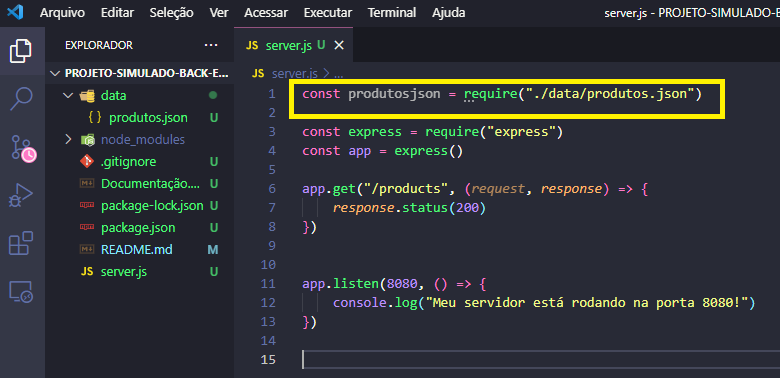 Arquivo Editar Seleção Ver Acessar Executar Terminal Ajuda server.js - PROJETO-SIMULADO-BACK-E
EXPLORADOR ...
PROJETO-SIMULADO-BACK-E...
data
{ } produtos.json U
node_modules
.gitignore U
Documentação.... U
package-lock.json U
package.json U
README.md M
JS server.js U
JS server.js U
JS server.js > ...
1 const produtosjson = require("./data/produtos.json")
2
3 const express = require("express")
4 const app = express()
5
6 app.get("/products", (request, response) => {
7 response.status(200)
8 })
9
10
11 app.listen(8080, () => {
12 console.log("Meu servidor está rodando na porta 8080!")
13 })
14
15